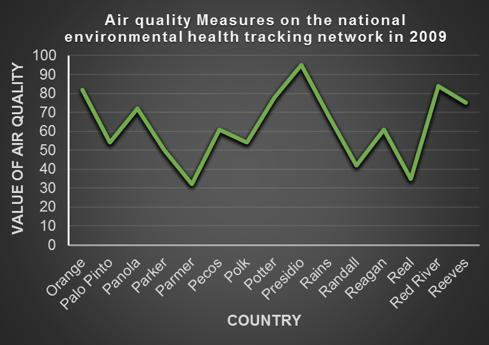 Air quality Measures on the national
environmental health tracking network in 2009
VALUE OF AIR QUALITY
100
90
80
70
60
50
40
30
20
10
0
Orange
Palo Pinto
Panola
Parker
Parmer
Pecos
Polk
Potter
Presidio
Rains
Randall
Reagan
Real
Red River
Reeves
COUNTRY